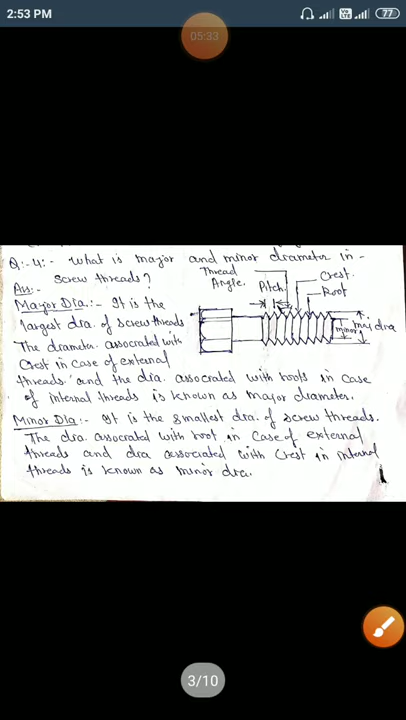 2:53 PM
Vo LTE
77
05:33
Q:-4:- What is major and minor diameter in -
screw threads?
Thread
Angle.
Pitch
Crest.
Root
minor
maj dia
Ans:-
Major Dia.:- It is the
largest dia. of screw threads
The diameter associated with
Crest in case of external
threads and the dia. associated with roots in case
of internal threads is known as major diameter.
Minor Dia:- It is the smallest dia. of screw threads.
The dia associated with root in case of external
threads and dia associated with Crest in internal
threads is known as minor dia.
3/10